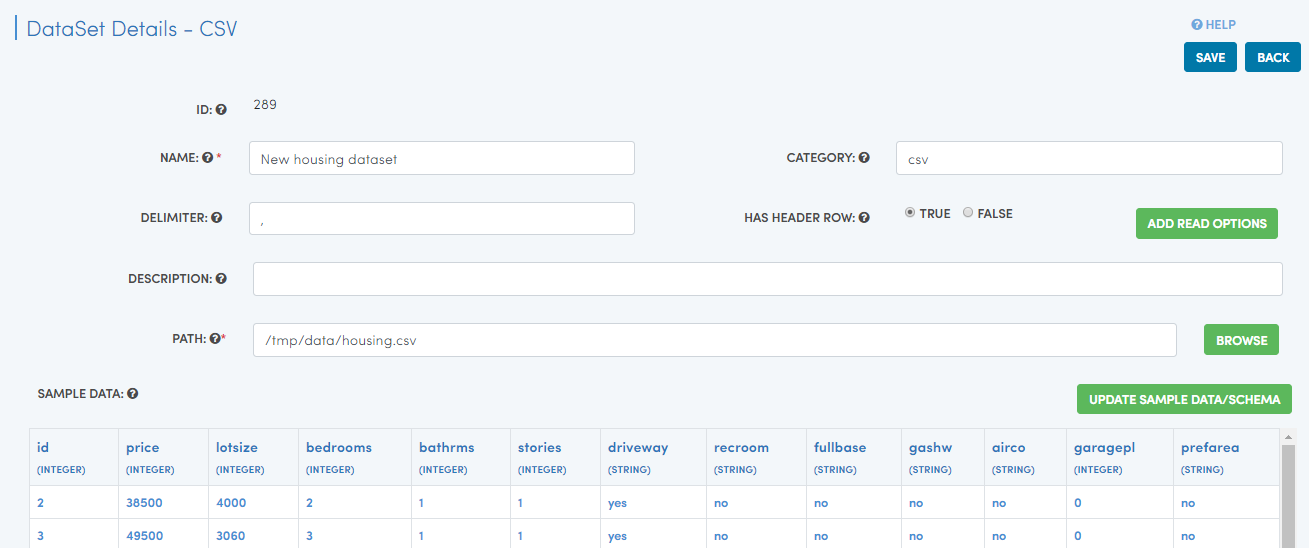 DataSet Details - CSV
HELP
SAVE BACK
ID: 289
NAME: * New housing dataset CATEGORY: csv
DELIMITER: , HAS HEADER ROW: TRUE FALSE ADD READ OPTIONS
DESCRIPTION:
PATH: * /tmp/data/housing.csv BROWSE
SAMPLE DATA: UPDATE SAMPLE DATA/SCHEMA
id price lotsize bedrooms bathrms stories driveway recroom fullbase gashw airco garagepl prefarea
(INTEGER) (INTEGER) (INTEGER) (INTEGER) (INTEGER) (INTEGER) (STRING) (STRING) (STRING) (STRING) (STRING) (INTEGER) (STRING)
2 38500 4000 2 1 1 yes no no no no 0 no
3 49500 3060 3 1 1 yes no no no no 0 no